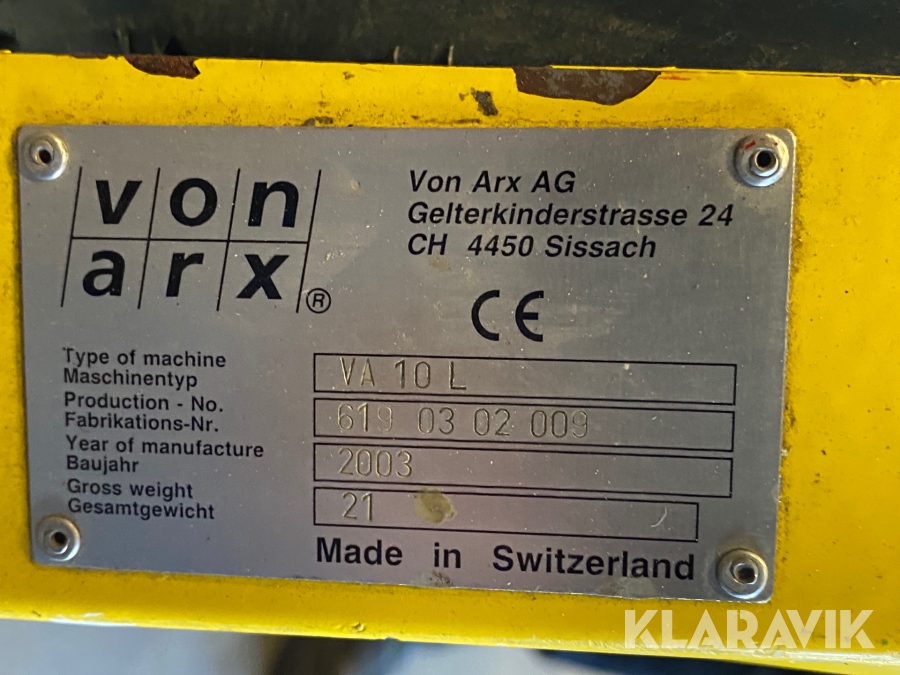 von
arx®
Von Arx AG
Gelterkinderstrasse 24
CH 4450 Sissach
CE
Type of machine
Maschinentyp
VA 10 L
Production - No.
Fabrikations-Nr.
619 03 02 009
Year of manufacture
Baujahr
2003
Gross weight
Gesamtgewicht
21
Made in Switzerland
KLARAVIK